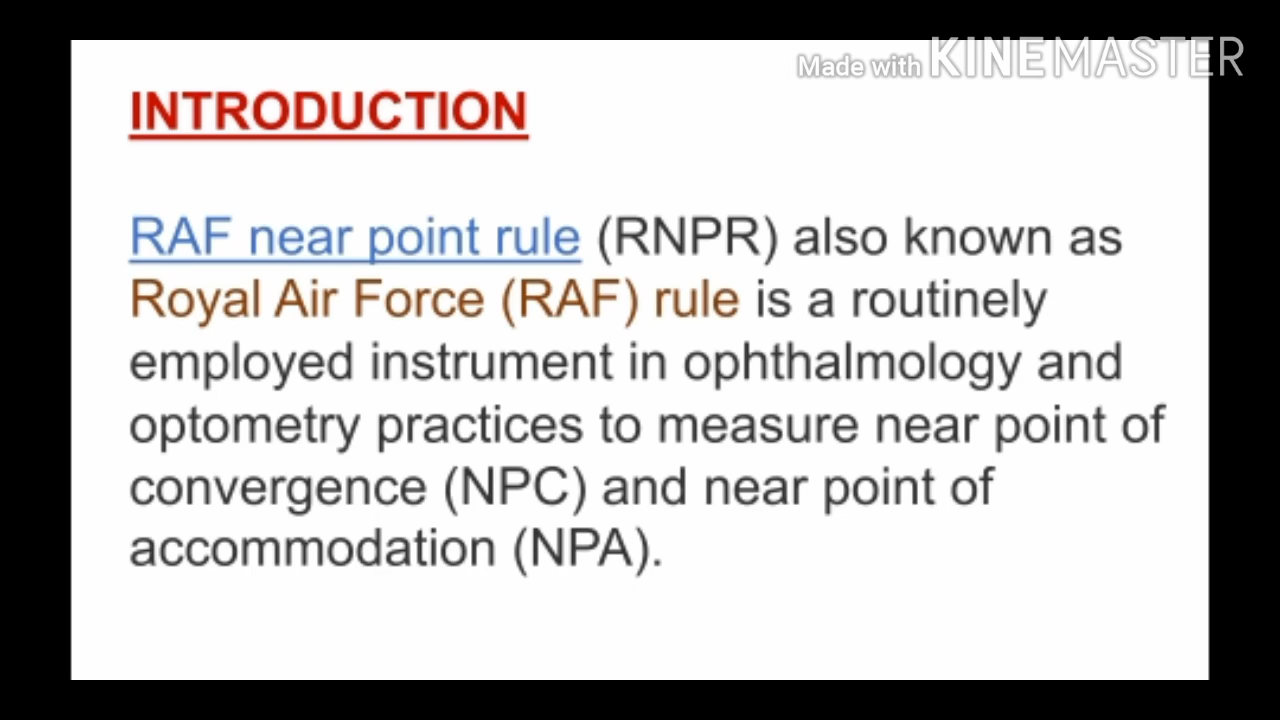 Made with KINEMASTER
INTRODUCTION
RAF near point rule (RNPR) also known as
Royal Air Force (RAF) rule is a routinely
employed instrument in ophthalmology and
optometry practices to measure near point of
convergence (NPC) and near point of
accommodation (NPA).